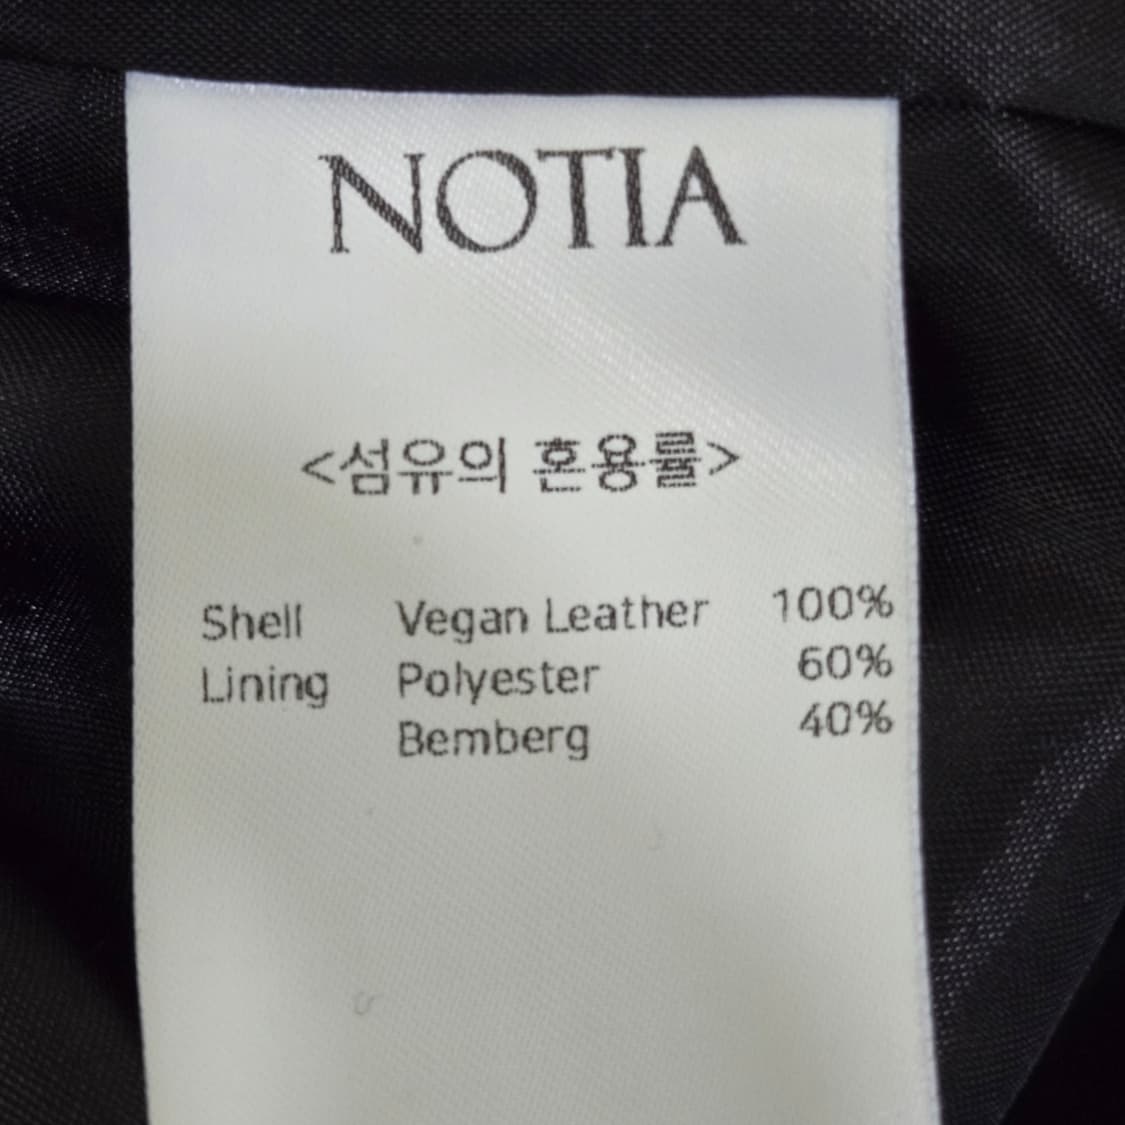 NOTIA
<섬유의 혼용률>
Shell Vegan Leather 100%
Lining Polyester 60%
Bemberg 40%